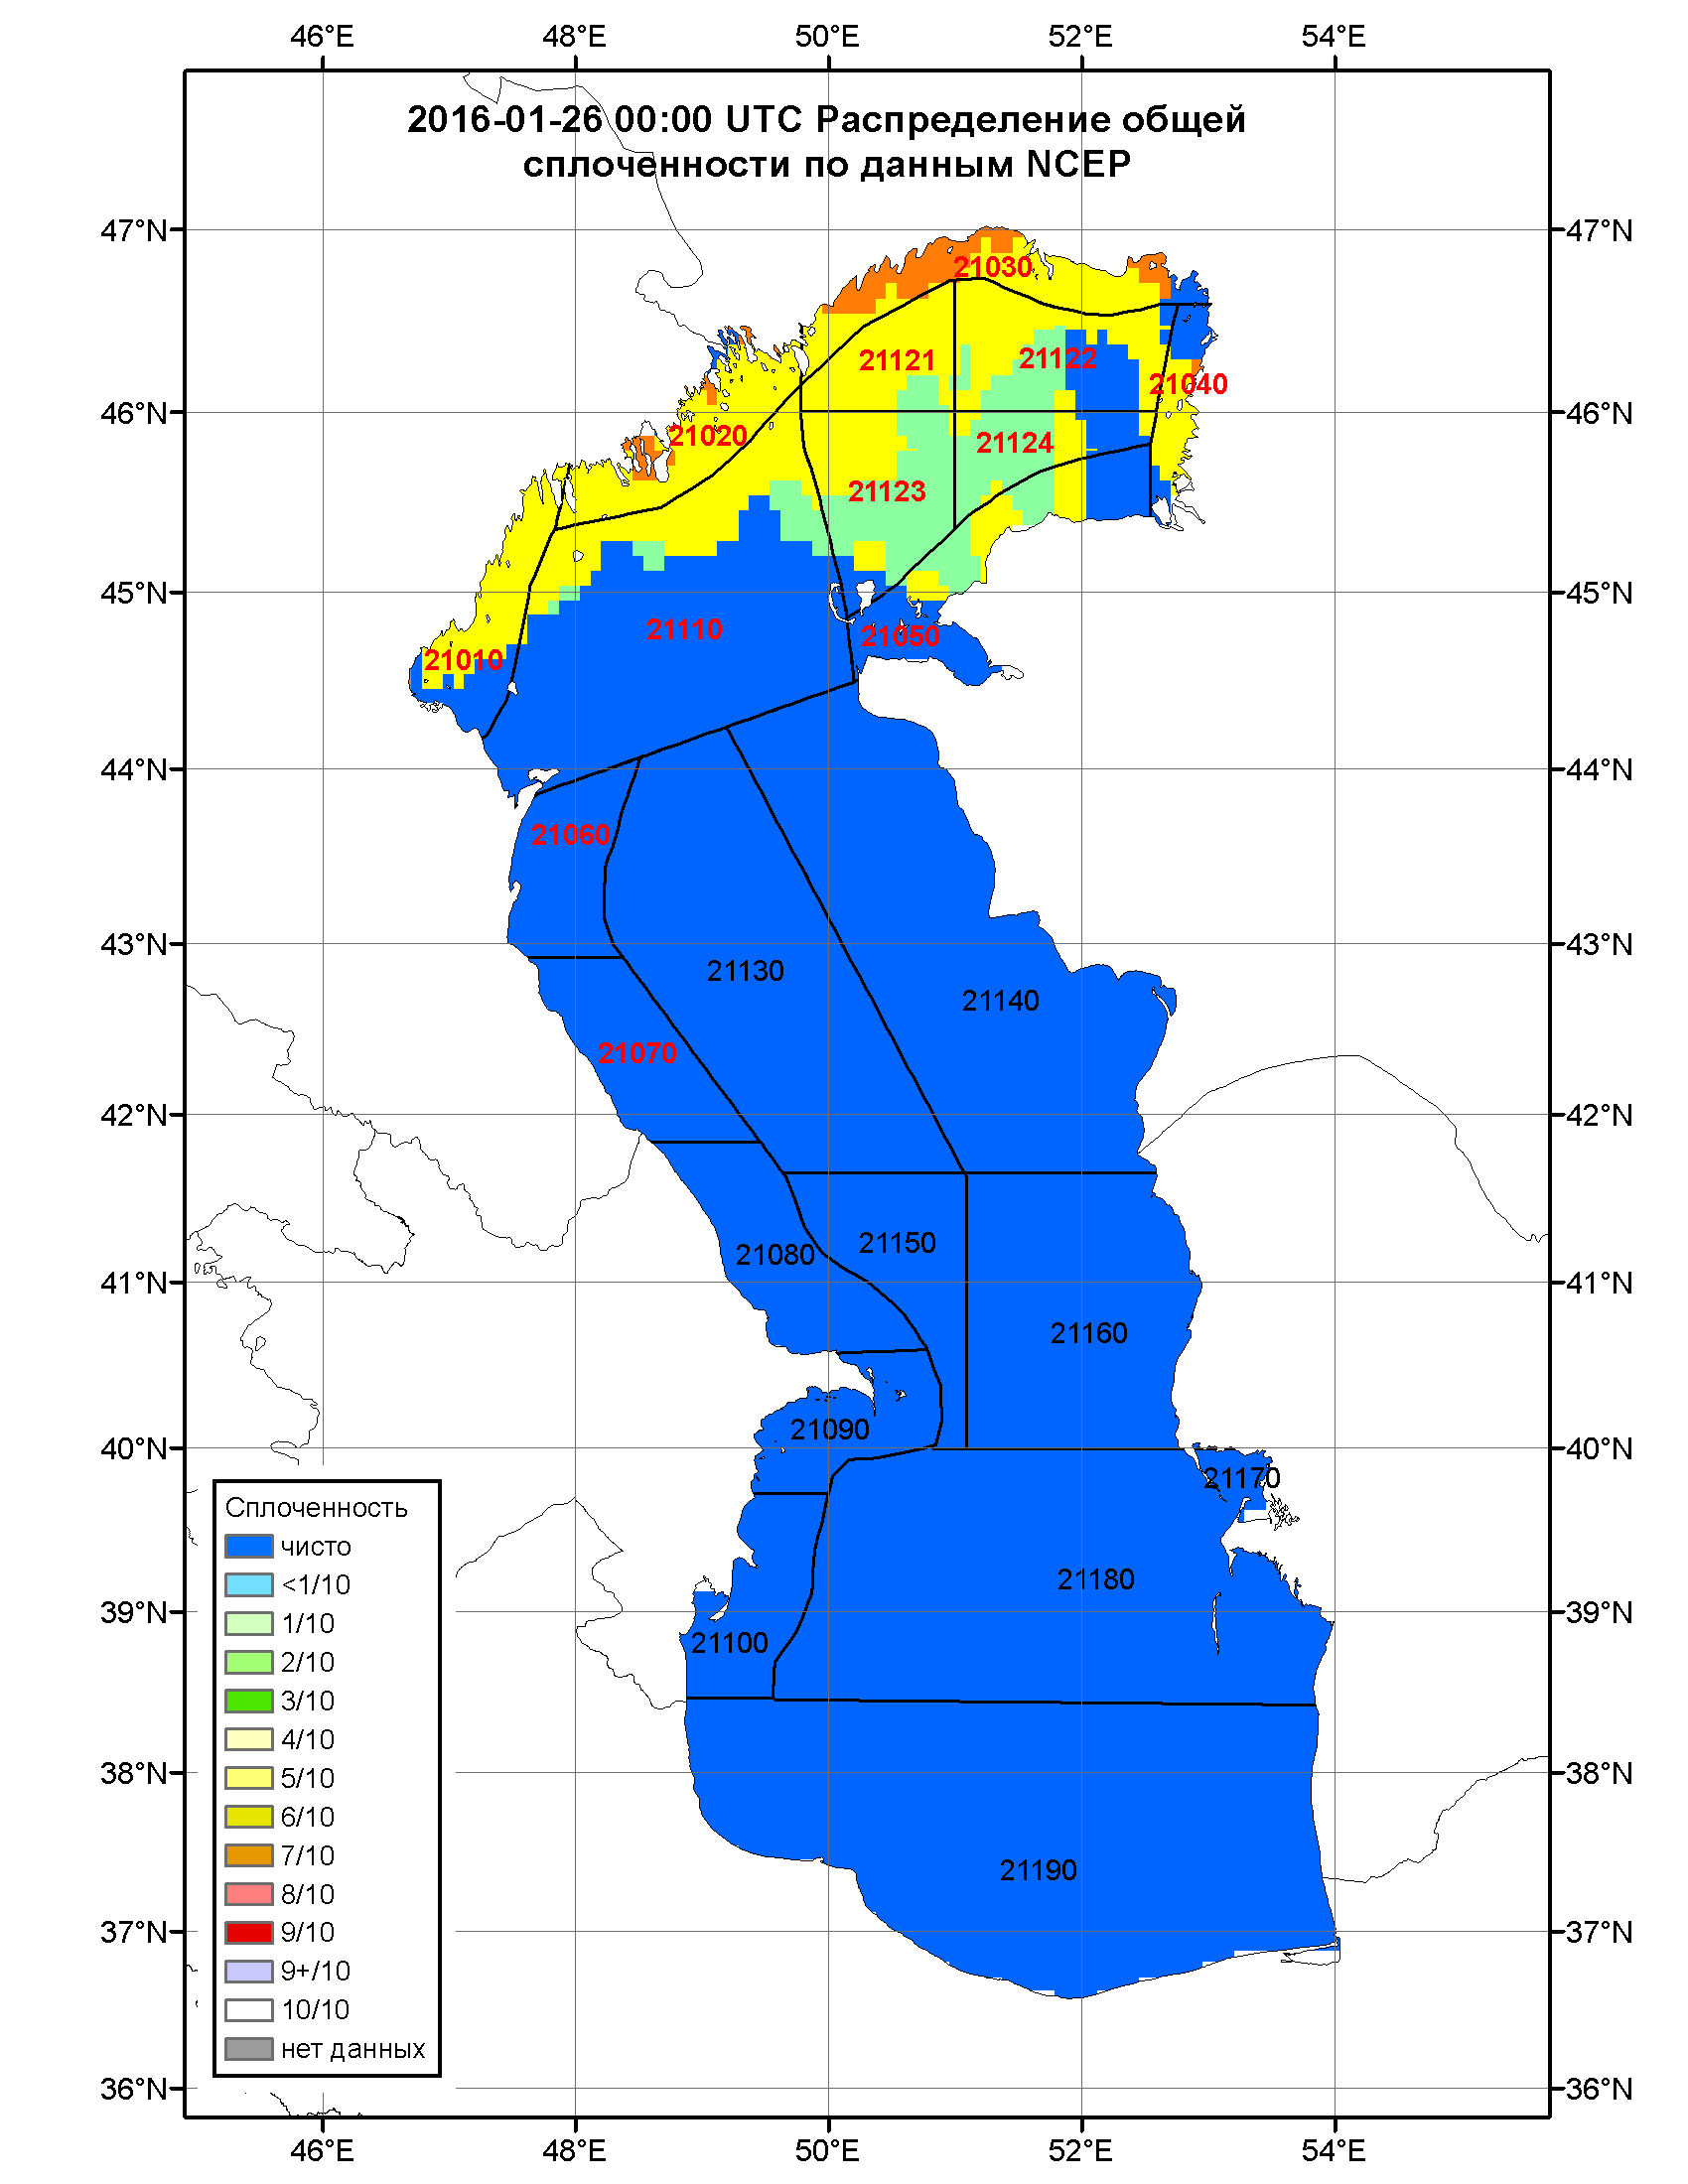 46°E 48°E 50°E 52°E 54°E
2016-01-26 00:00 UTC Распределение общей
сплоченности по данным NCEP
47°N 47°N
21030
21121 21122
21040
46°N 46°N
21020
21124
21123
45°N 45°N
21110
21050
21010
44°N 44°N
21060
43°N 43°N
21130
21140
21070
42°N 42°N
21150
21080
41°N 41°N
21160
21090
40°N 40°N
21170
Сплоченность
чисто
<1/10
21180
1/10
39°N 39°N
21100
2/10
3/10
4/10
5/10
38°N 38°N
6/10
7/10
21190
8/10
9/10
37°N 37°N
9+/10
10/10
нет данных
36°N 36°N
46°E 48°E 50°E 52°E 54°E